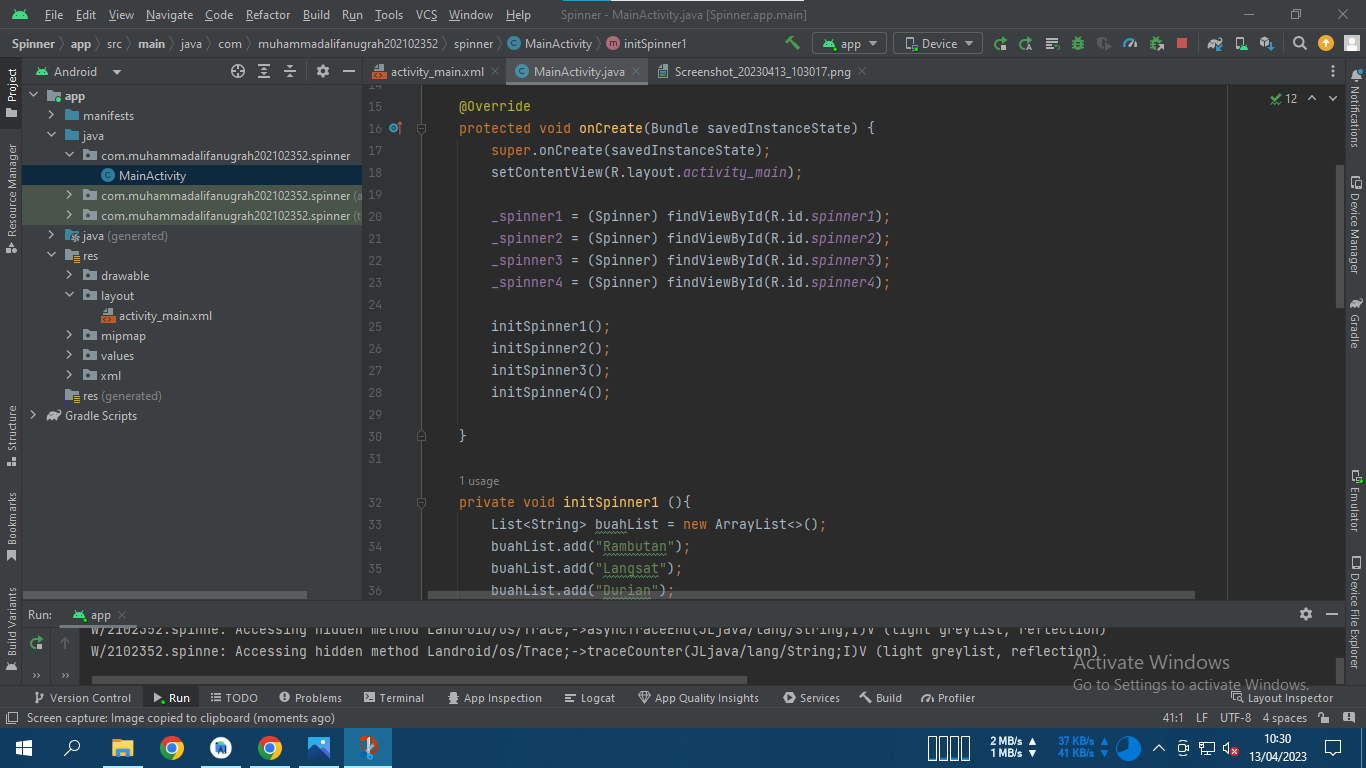 File Edit View Navigate Code Refactor Build Run Tools VCS Window Help Spinner - MainActivity.java [Spinner.app.main]
Spinner app src main java com muhammadalifanugrah202102352 spinner MainActivity initSpinner1 app Device
Android
activity_main.xml MainActivity.java Screenshot_20230413_103017.png
Project
Resource Manager
Structure
Bookmarks
Build Variants
app
manifests
java
com.muhammadalifanugrah202102352.spinner
MainActivity
com.muhammadalifanugrah202102352.spinner (a
com.muhammadalifanugrah202102352.spinner (t
java (generated)
res
drawable
layout
activity_main.xml
mipmap
values
xml
res (generated)
Gradle Scripts
12
14
15 @Override
16 protected void onCreate(Bundle savedInstanceState) {
17 super.onCreate(savedInstanceState);
18 setContentView(R.layout.activity_main);
19
20 _spinner1 = (Spinner) findViewById(R.id.spinner1);
21 _spinner2 = (Spinner) findViewById(R.id.spinner2);
22 _spinner3 = (Spinner) findViewById(R.id.spinner3);
23 _spinner4 = (Spinner) findViewById(R.id.spinner4);
24
25 initSpinner1();
26 initSpinner2();
27 initSpinner3();
28 initSpinner4();
29
30 }
31
1 usage
32 private void initSpinner1 (){
33 List<String> buahList = new ArrayList<>();
34 buahList.add("Rambutan");
35 buahList.add("Langsat");
36 buahList.add("Durian");
Notifications
Device Manager
Gradle
Emulator
Device File Explorer
Run: app
W/2102352.spinne: Accessing hidden method Landroid/os/Trace;->asyncTraceEnd(JLjava/lang/String;I)V (light greylist, reflection)
W/2102352.spinne: Accessing hidden method Landroid/os/Trace;->traceCounter(JLjava/lang/String;I)V (light greylist, reflection)
Activate Windows
Go to Settings to activate Windows.
Version Control Run TODO Problems Terminal App Inspection Logcat App Quality Insights Services Build Profiler Layout Inspector
Screen capture: Image copied to clipboard (moments ago) 41:1 LF UTF-8 4 spaces
2 MB/s
1 MB/s
37 KB/s
41 KB/s
10:30
13/04/2023